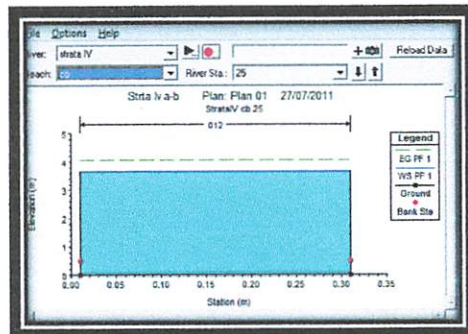 ile Options Help
iver: strata IV Reload Data
each: cb River Sta.: 25
Strta Iv a-b Plan: Plan 01 27/07/2011
StrataIV cb 25
012
Legend
EG PF 1
WS PF 1
Ground
Bank Sta
Elevation (m)
5
4
3
2
1
0
0.00 0.05 0.10 0.15 0.20 0.25 0.30 0.35
Station (m)